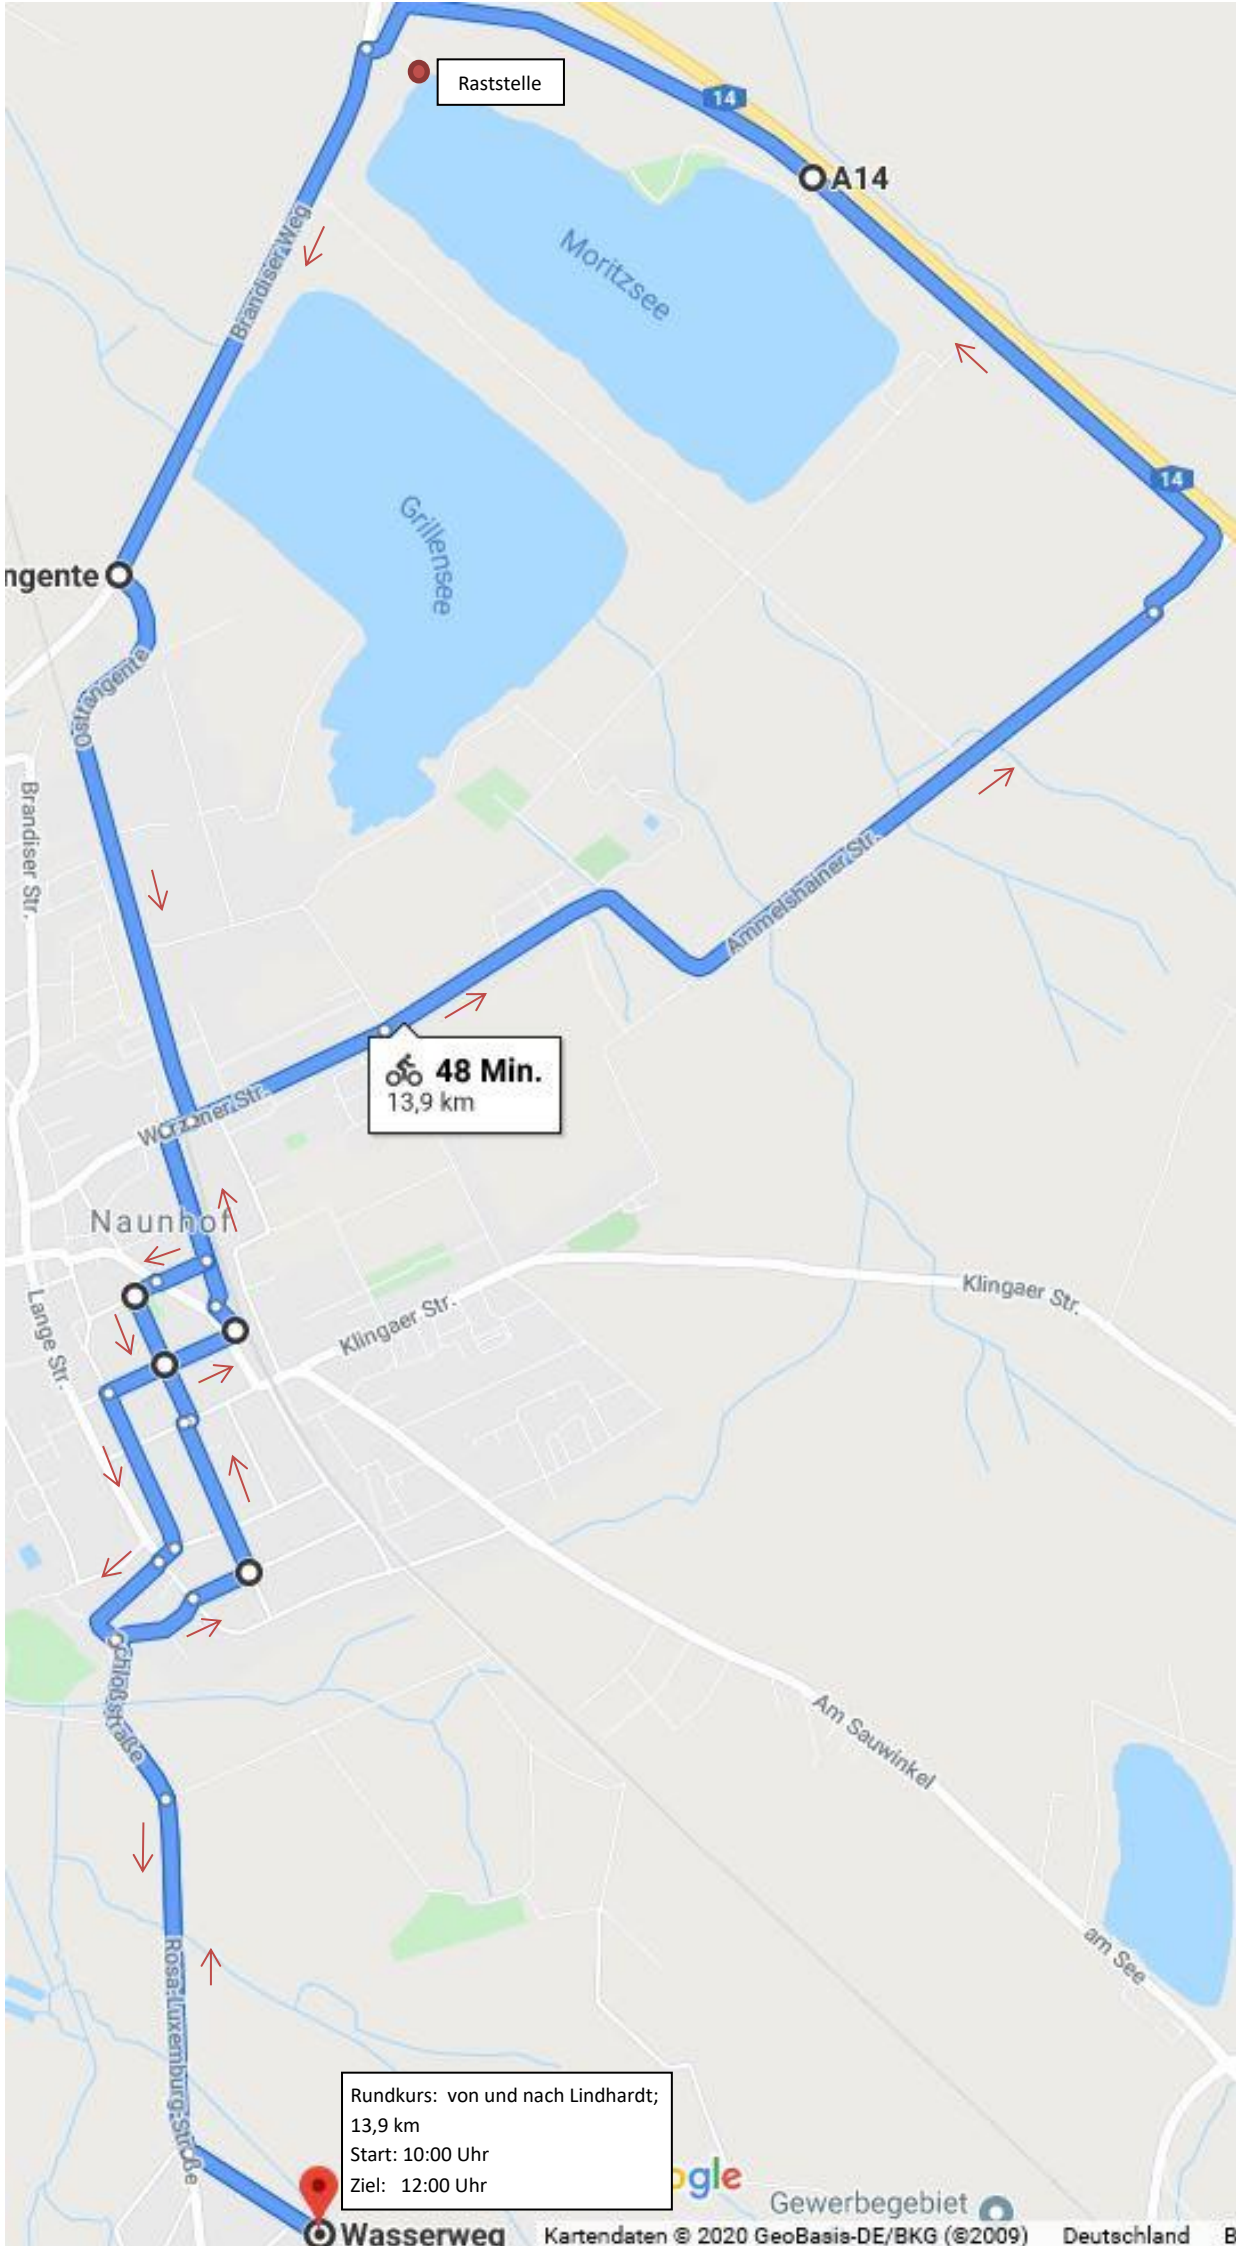 Raststelle
14
A14
Brandiser Weg
Moritzsee
14
Grillensee
ngente
Osttangente
Brandiser Str.
Ammelshainer Str.
48 Min.
13,9 km
Wurzner Str.
Naunhof
Klingaer Str.
Klingaer Str.
Lange Str.
Schloßstraße
Am Sauwinkel
am See
Rosa-Luxemburg-Straße
Rundkurs: von und nach Lindhardt;
13,9 km
Start: 10:00 Uhr
Ziel: 12:00 Uhr
ogle
Gewerbegebiet
Wasserweg
Kartendaten © 2020 GeoBasis-DE/BKG (©2009) Deutschland B